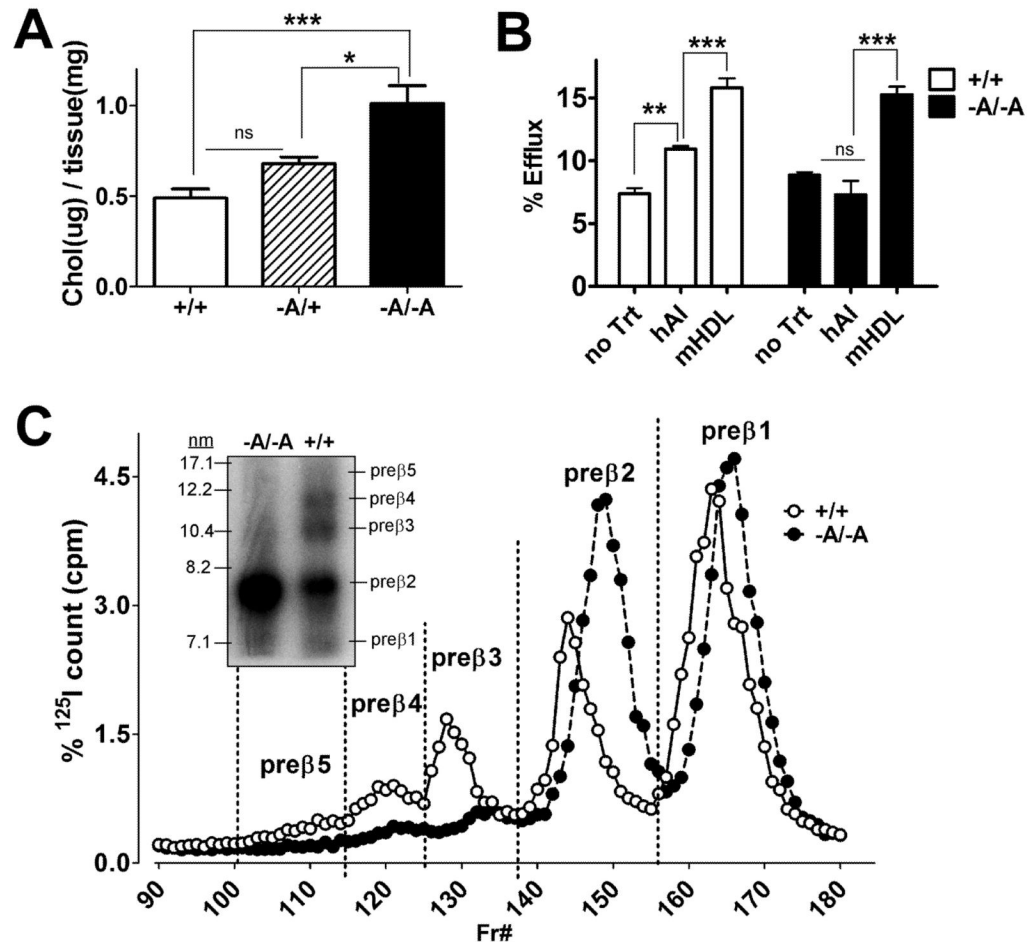 A
***
*
ns
Chol(ug) / tissue(mg)
1.0
0.5
0.0
+/+ -A/+ -A/-A
B
*** ***
** ns
+/+
-A/-A
% Efflux
15
10
5
0
no Trt hAI mHDL no Trt hAI mHDL
C
nm -A/-A +/+
17.1
12.2
10.4
8.2
7.1
preβ5
preβ4
preβ3
preβ2
preβ1
preβ5 preβ4 preβ3 preβ2 preβ1
+/+
-A/-A
% ¹²⁵I count (cpm)
4.5
3.0
1.5
0.0
90 100 110 120 130 140 150 160 170 180
Fr#